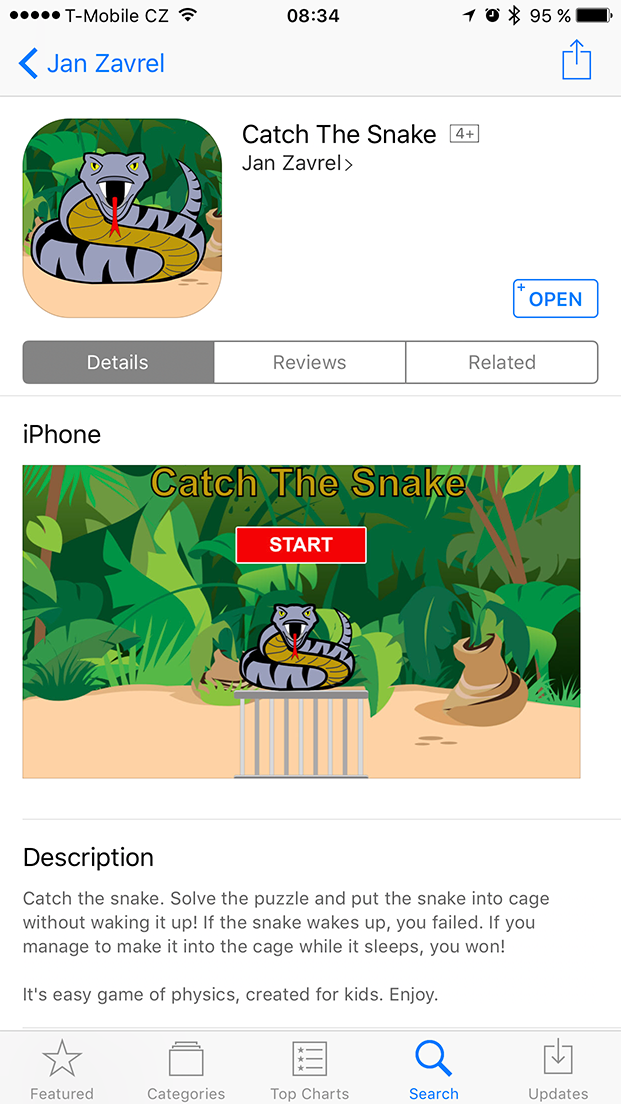 T-Mobile CZ 08:34 95 %
Jan Zavrel
Catch The Snake 4+
Jan Zavrel
+ OPEN
Details Reviews Related
iPhone
Catch The Snake
START
Description
Catch the snake. Solve the puzzle and put the snake into cage
without waking it up! If the snake wakes up, you failed. If you
manage to make it into the cage while it sleeps, you won!
It's easy game of physics, created for kids. Enjoy.
Featured Categories Top Charts Search Updates